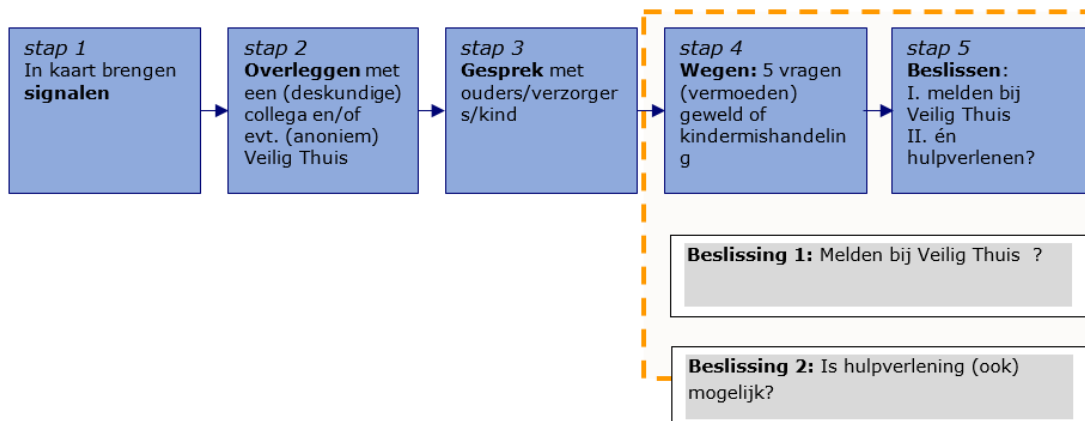 stap 1
In kaart brengen
signalen
stap 2
Overleggen met
een (deskundige)
collega en/of
evt. (anoniem)
Veilig Thuis
stap 3
Gesprek met
ouders/verzorger
s/kind
stap 4
Wegen: 5 vragen
(vermoeden)
geweld of
kindermishandelin
g
stap 5
Beslissen:
I. melden bij
Veilig Thuis
II. én
hulpverlenen?
Beslissing 1: Melden bij Veilig Thuis ?
Beslissing 2: Is hulpverlening (ook)
mogelijk?